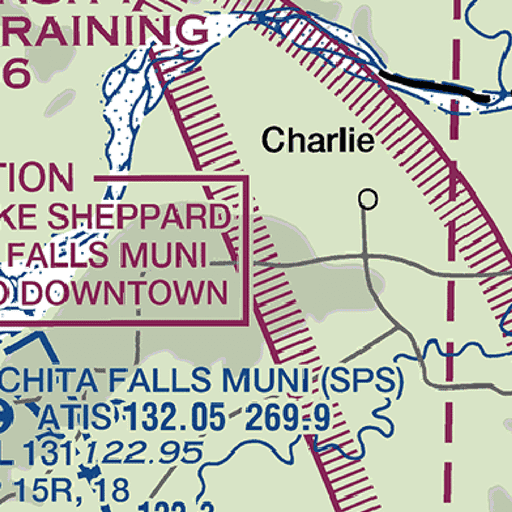 RAINING
6
Charlie
TION
KE SHEPPARD
FALLS MUNI
DOWNTOWN
CHITA FALLS MUNI (SPS)
ATIS 132.05 269.9
L 131 122.95
15R, 18